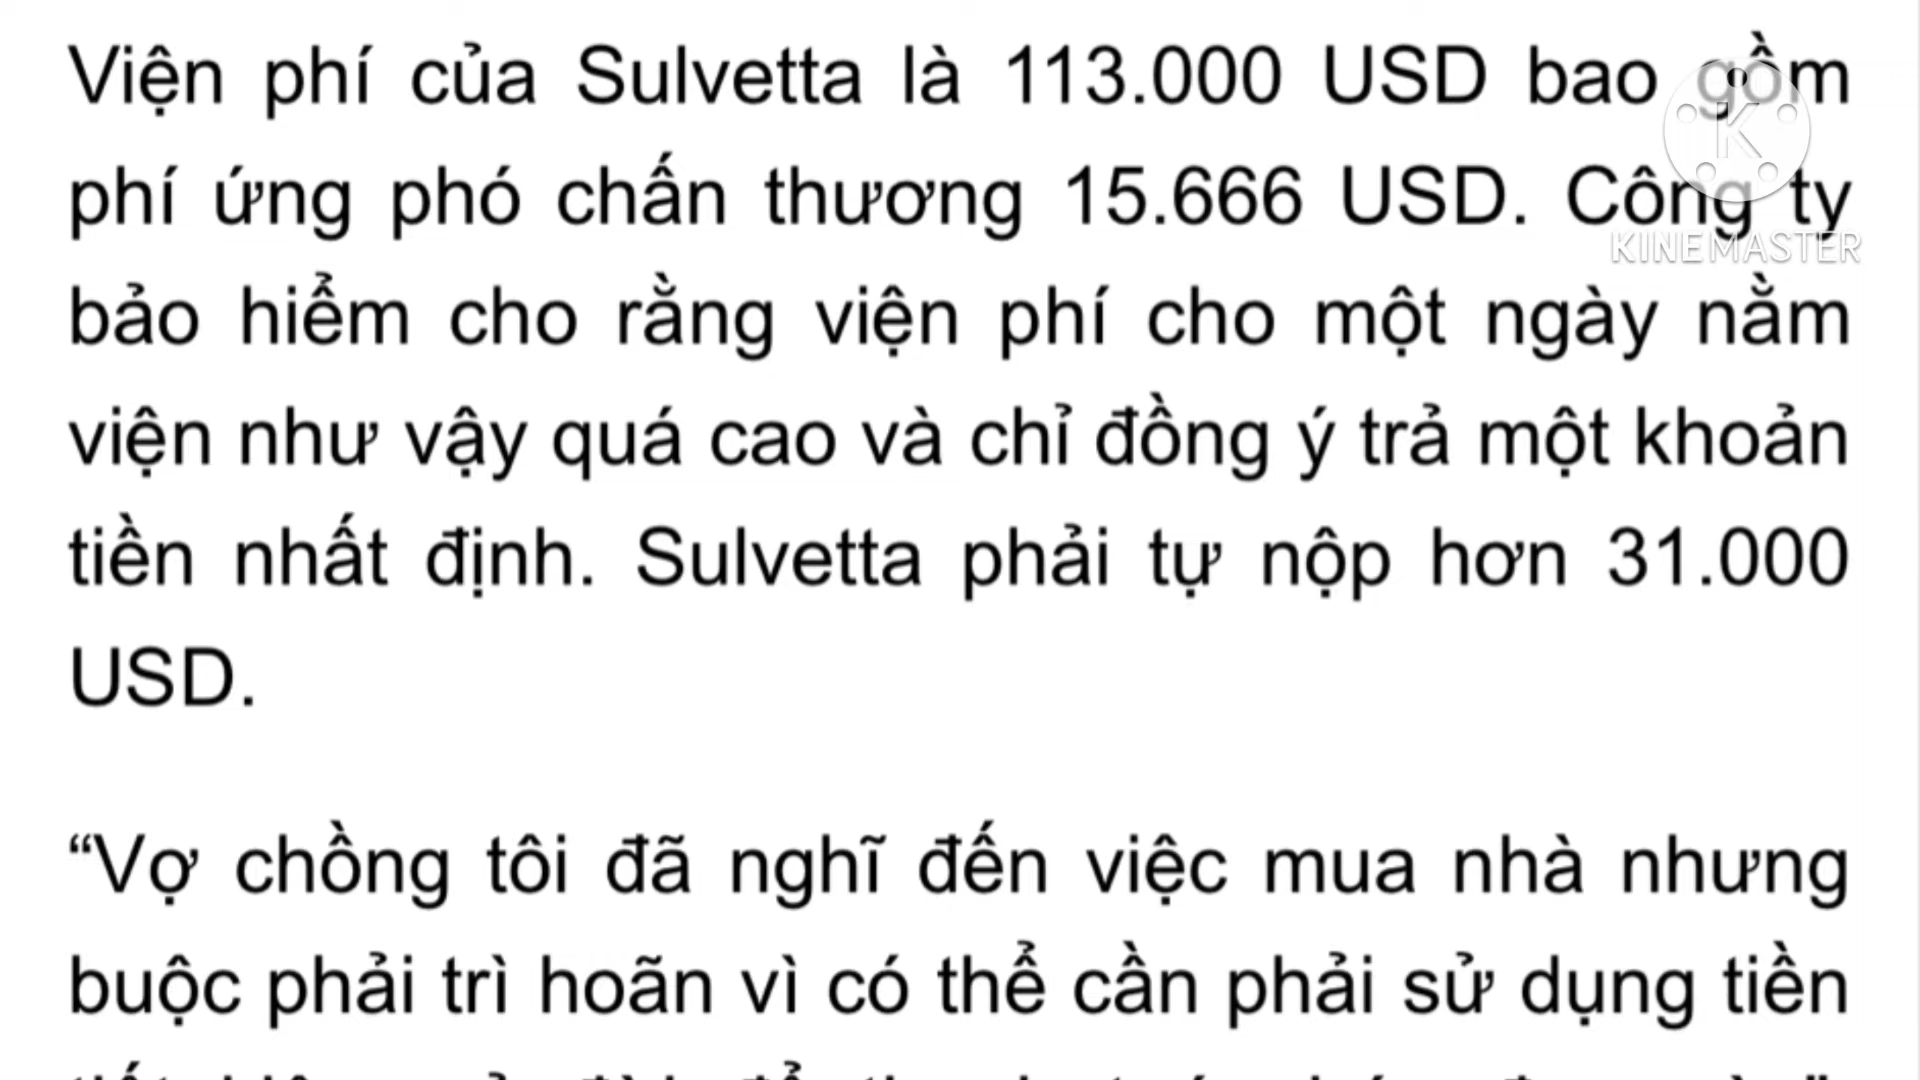 Viện phí của Sulvetta là 113.000 USD bao gồm
phí ứng phó chấn thương 15.666 USD. Công ty
KINEMASTER
bảo hiểm cho rằng viện phí cho một ngày nằm
viện như vậy quá cao và chỉ đồng ý trả một khoản
tiền nhất định. Sulvetta phải tự nộp hơn 31.000
USD.
“Vợ chồng tôi đã nghĩ đến việc mua nhà nhưng
buộc phải trì hoãn vì có thể cần phải sử dụng tiền